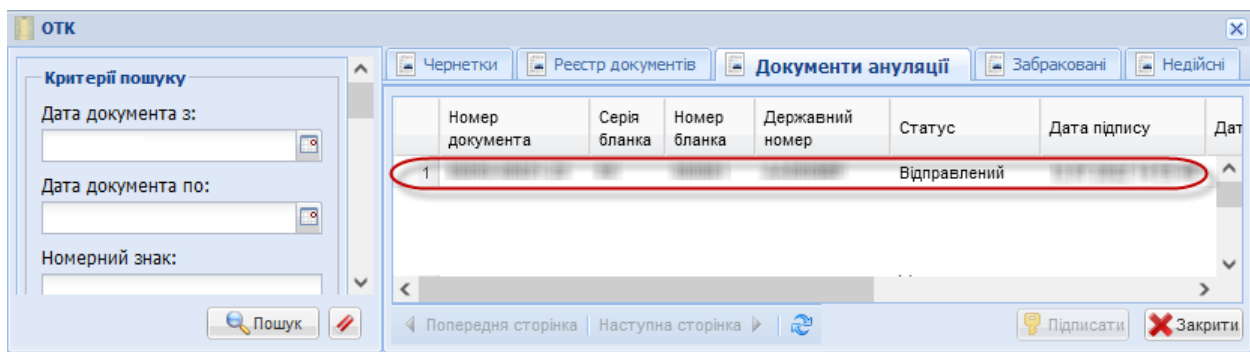 ОТК
Критерії пошуку
Дата документа з:
Дата документа по:
Номерний знак:
Пошук
Чернетки Реєстр документів Документи ануляції Забраковані Недійсні
Номер документа Серія бланка Номер бланка Державний номер Статус Дата підпису Дат
1 Відправлений
Попередня сторінка Наступна сторінка Підписати Закрити